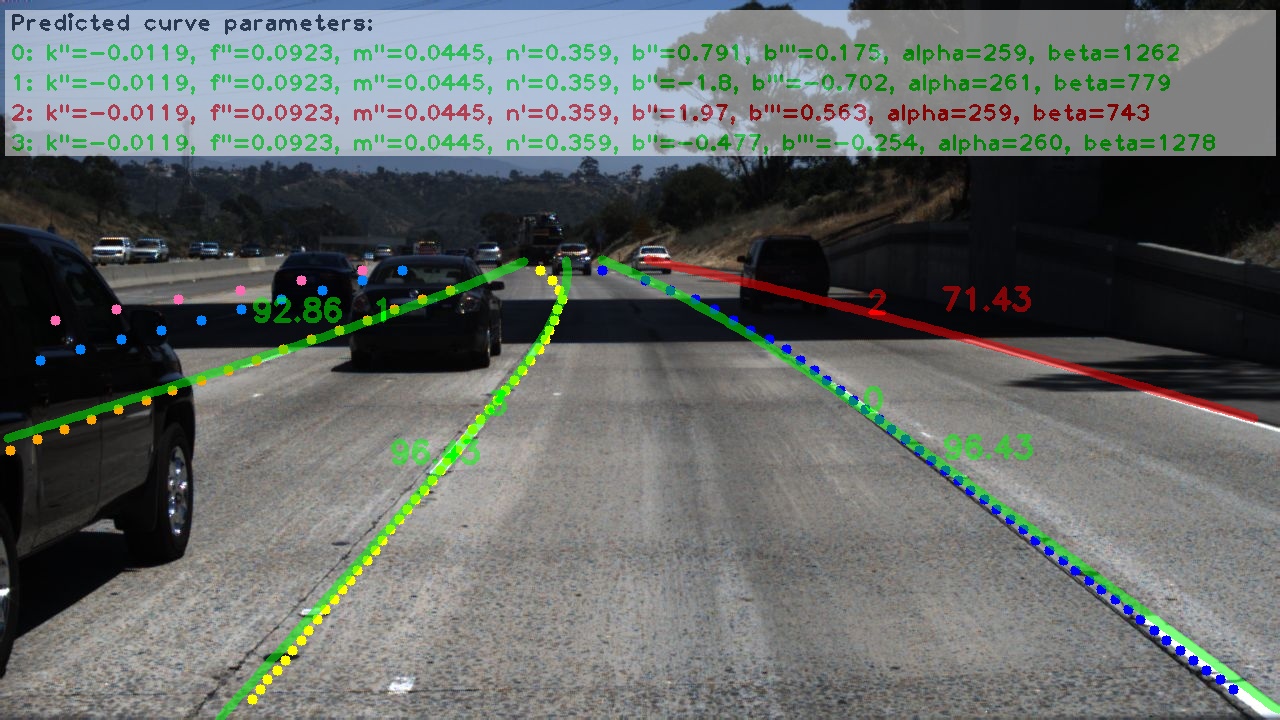 Predicted curve parameters:
0: k''=-0.0119, f''=0.0923, m''=0.0445, n'=0.359, b''=0.791, b'''=0.175, alpha=259, beta=1262
1: k''=-0.0119, f''=0.0923, m''=0.0445, n'=0.359, b''=-1.8, b'''=-0.702, alpha=261, beta=779
2: k''=-0.0119, f''=0.0923, m''=0.0445, n'=0.359, b''=1.97, b'''=0.563, alpha=259, beta=743
3: k''=-0.0119, f''=0.0923, m''=0.0445, n'=0.359, b''=-0.477, b'''=-0.254, alpha=260, beta=1278
92.86 1 2 71.43
3 0
96.43 96.43